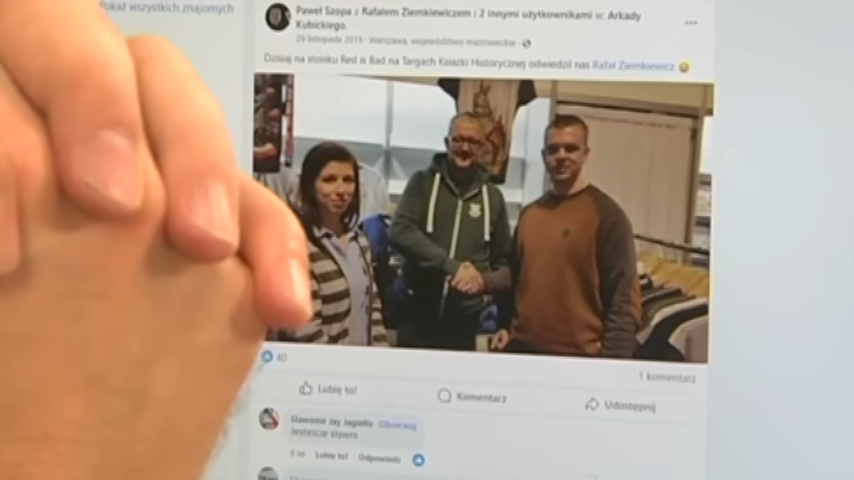 Pokaż wszystkich znajomych
Paweł Szopa z Rafałem Ziemkiewiczem i 2 innymi użytkownikami w: Arkady
Kubickiego.
29 listopada 2015 · Warszawa, województwo mazowieckie ·
Dzisiaj na stoisku Red is Bad na Targach Książki Historycznej odwiedził nas Rafał Ziemkiewicz
40
1 komentarz
Lubię to!
Komentarz
Udostępnij
Sławomir Jay Jagiełło Obserwuj
Jesteście sławni
Lubię to! Odpowiedz